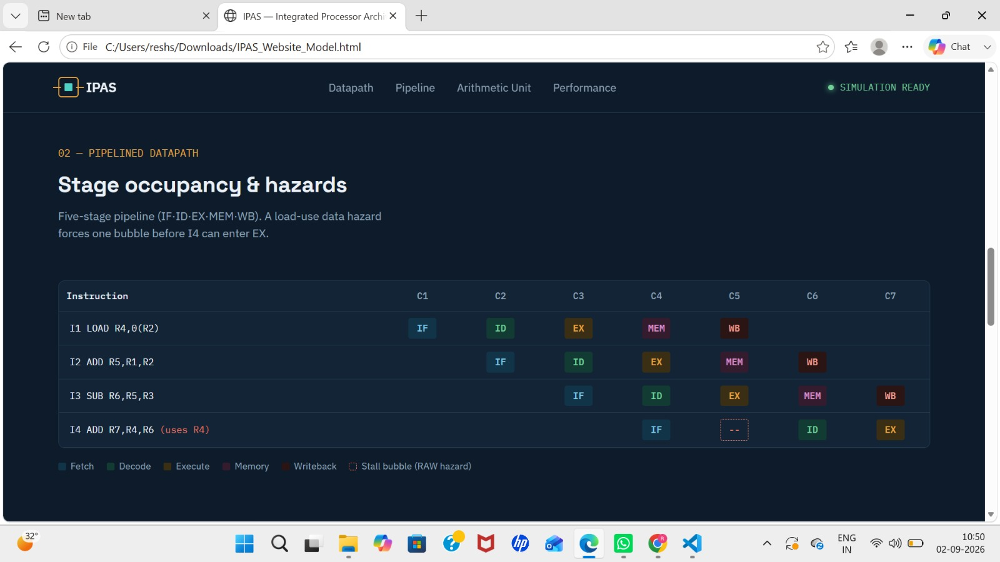 New tab
IPAS — Integrated Processor Archi
File C:/Users/reshs/Downloads/IPAS_Website_Model.html
Chat
IPAS
Datapath Pipeline Arithmetic Unit Performance
SIMULATION READY
02 — PIPELINED DATAPATH
Stage occupancy & hazards
Five-stage pipeline (IF·ID·EX·MEM·WB). A load-use data hazard
forces one bubble before I4 can enter EX.
Instruction C1 C2 C3 C4 C5 C6 C7
I1 LOAD R4,0(R2) IF ID EX MEM WB
I2 ADD R5,R1,R2 IF ID EX MEM WB
I3 SUB R6,R5,R3 IF ID EX MEM WB
I4 ADD R7,R4,R6 (uses R4) IF -- ID EX
Fetch Decode Execute Memory Writeback Stall bubble (RAW hazard)
32°
hp
R
ENG
IN
10:50
02-09-2026